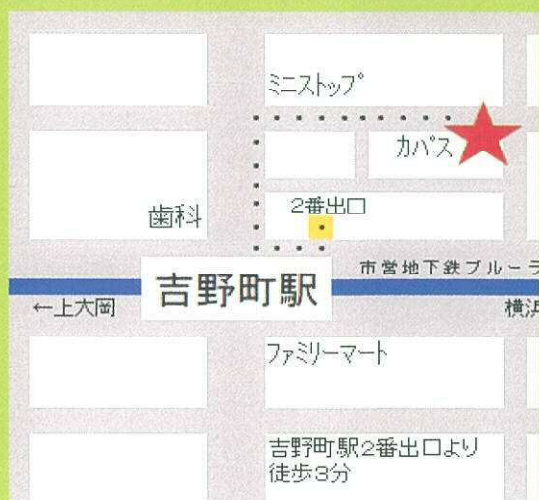 ミニストップ
カパス
歯科
2番出口
市営地下鉄ブルーラ
吉野町駅
←上大岡
横浜
ファミリーマート
吉野町駅2番出口より
徒歩3分